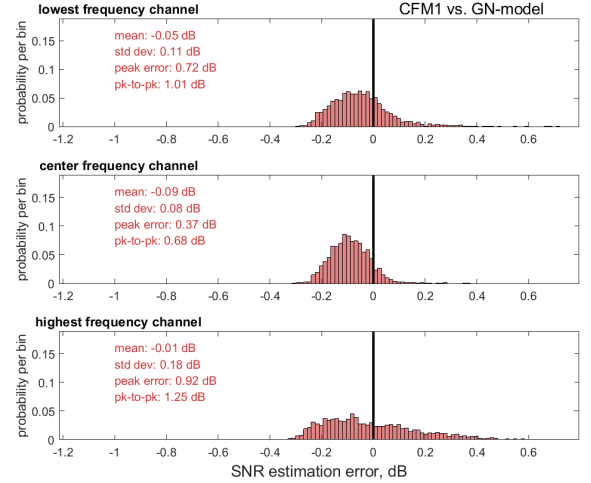 lowest frequency channel
CFM1 vs. GN-model
mean: -0.05 dB
std dev: 0.11 dB
peak error: 0.72 dB
pk-to-pk: 1.01 dB
probability per bin
0.15
0.1
0.05
0
-1.2 -1 -0.8 -0.6 -0.4 -0.2 0 0.2 0.4 0.6
center frequency channel
mean: -0.09 dB
std dev: 0.08 dB
peak error: 0.37 dB
pk-to-pk: 0.68 dB
probability per bin
0.15
0.1
0.05
0
-1.2 -1 -0.8 -0.6 -0.4 -0.2 0 0.2 0.4 0.6
highest frequency channel
mean: -0.01 dB
std dev: 0.18 dB
peak error: 0.92 dB
pk-to-pk: 1.25 dB
probability per bin
0.15
0.1
0.05
0
-1.2 -1 -0.8 -0.6 -0.4 -0.2 0 0.2 0.4 0.6
SNR estimation error, dB